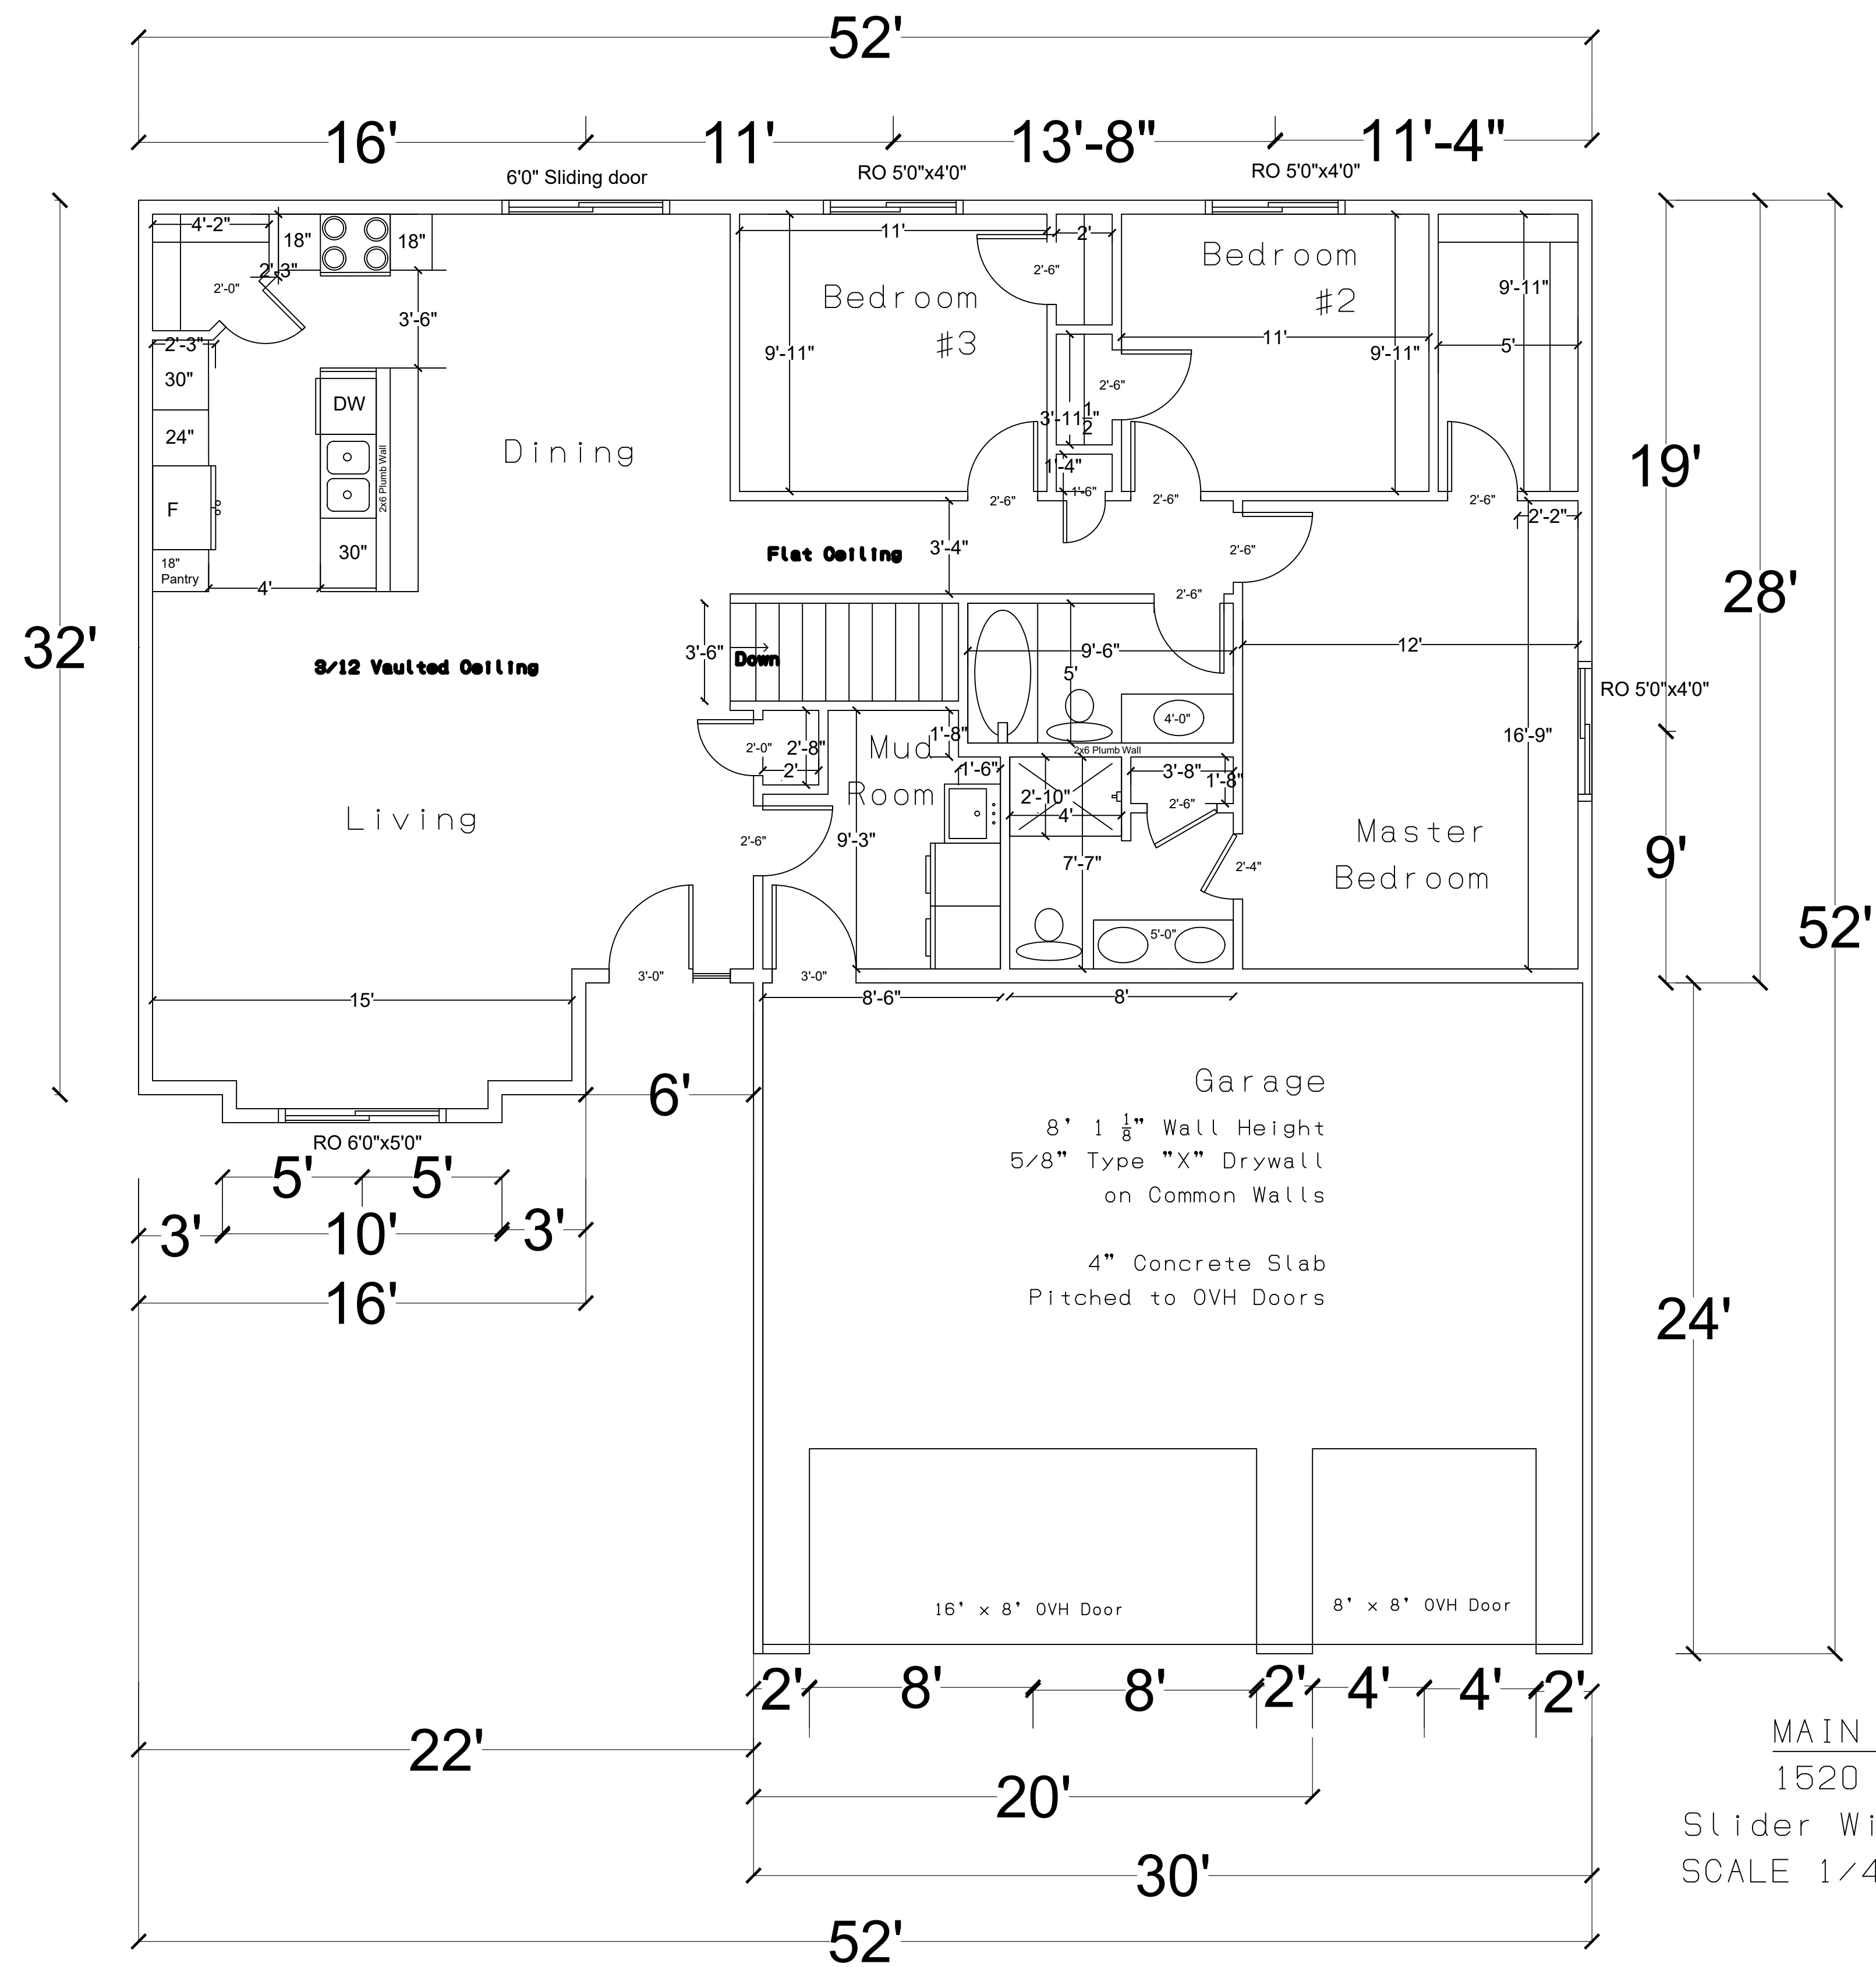 52'
16' 11' 13'-8" 11'-4"
6'0" Sliding door RO 5'0"x4'0" RO 5'0"x4'0"
4'-2" 18" 18" 11' 2'
2'-3" 2'-0" 2'-6"
Bedroom
#3
Bedroom
#2
9'-11" 5'
3'-6" 2'-3" 9'-11" 11' 9'-11"
30" DW 2'-6"
24" 3'-11 1/2"
2x6 Plumb Wall
Dining
1'-4" 1'-6"
19'
F 2'-6" 2'-6" 2'-6" 2'-2"
30" Flat Ceiling 3'-4" 2'-6"
18"
Pantry
4' 2'-6"
28'
32'
3/12 Vaulted Ceiling
3'-6" Down 9'-6" 5' 12'
4'-0" RO 5'0"x4'0"
2'-0" 2'-8" 2'
Mud
Room
1'-8" 1'-6"
2x6 Plumb Wall
16'-9"
2'-10" 4' 3'-8" 1'-8" 2'-6"
Living
2'-6" 9'-3" 7'-7" 2'-4"
Master
Bedroom
9'
52'
5'-0"
3'-0" 3'-0"
15' 8'-6" 8'
6'
Garage
8' 1 1/8" Wall Height
5/8" Type "X" Drywall
on Common Walls
4" Concrete Slab
Pitched to OVH Doors
RO 6'0"x5'0"
5' 5'
3' 10' 3'
16'
24'
16' x 8' OVH Door 8' x 8' OVH Door
2' 8' 8' 2' 4' 4' 2'
22'
20'
30'
52'
MAIN
1520
Slider Wi
SCALE 1/4